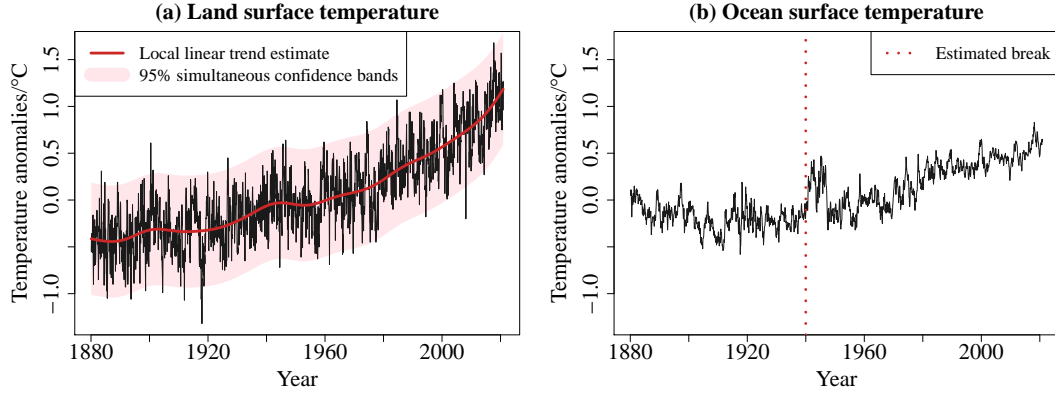 (a) Land surface temperature
Local linear trend estimate
95% simultaneous confidence bands
Temperature anomalies/°C
1.5
1.0
0.5
0.0
−1.0
1880
1920
1960
2000
Year
(b) Ocean surface temperature
Estimated break
Temperature anomalies/°C
1.5
1.0
0.5
0.0
−1.0
1880
1920
1960
2000
Year